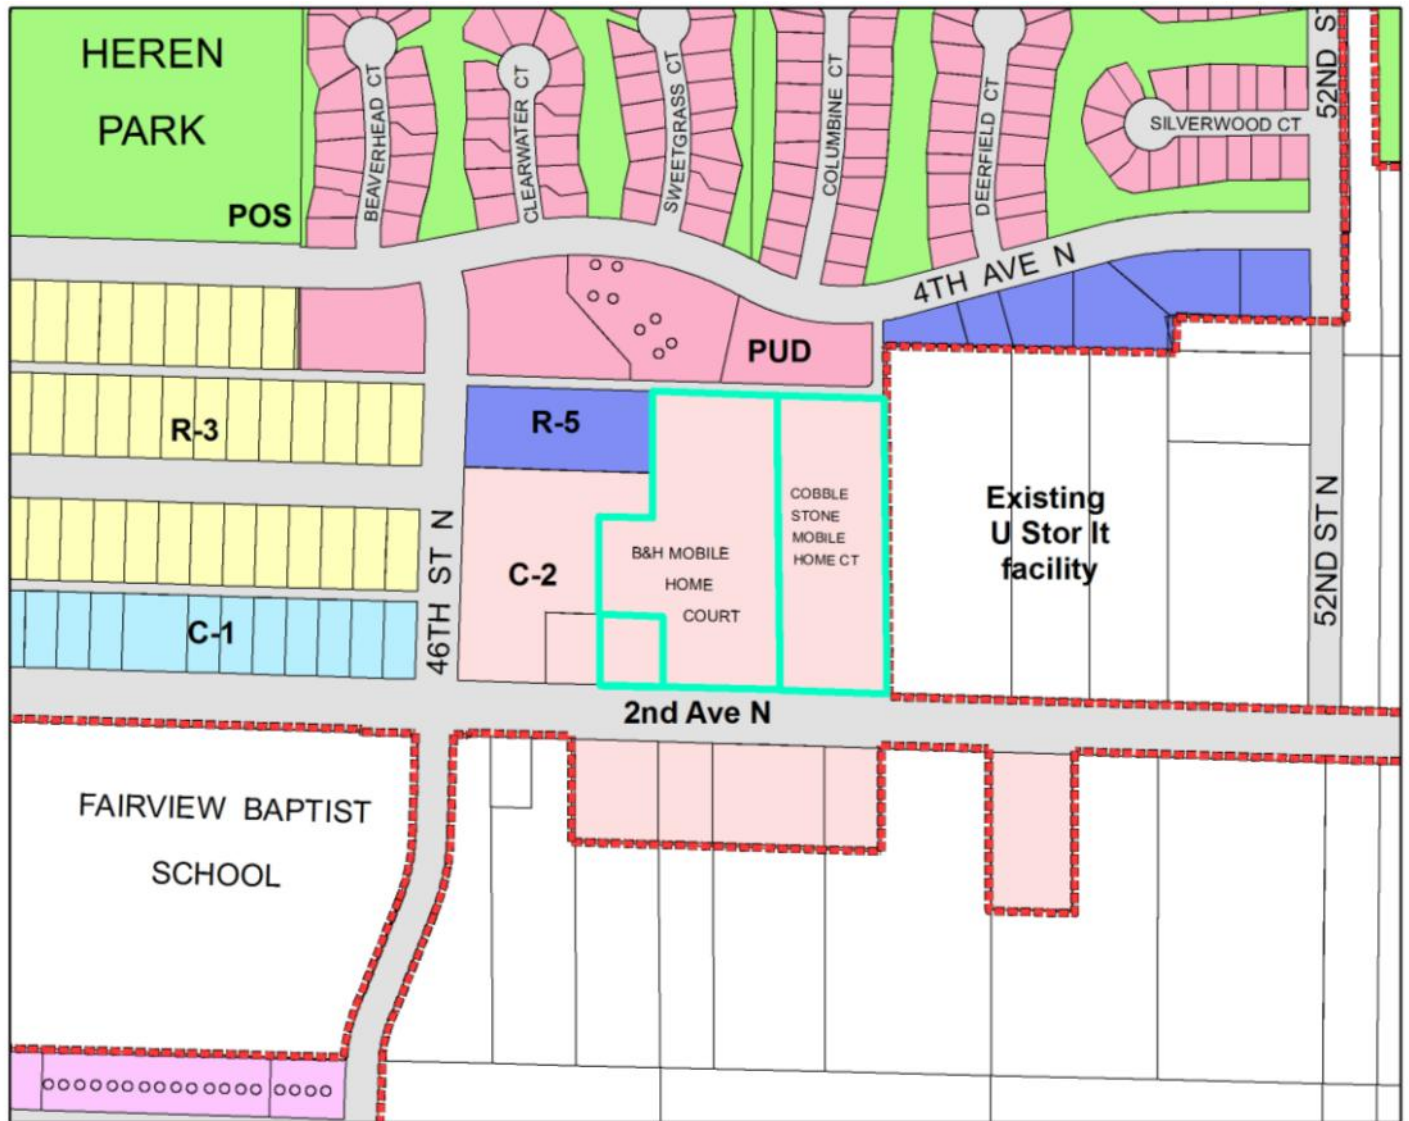 HEREN
PARK
POS
BEAVERHEAD CT
CLEARWATER CT
SWEETGRASS CT
COLUMBINE CT
DEERFIELD CT
SILVERWOOD CT
52ND ST
4TH AVE N
PUD
R-3
R-5
C-2
C-1
46TH ST N
B&H MOBILE
HOME
COURT
COBBLE
STONE
MOBILE
HOME CT
Existing
U Stor It
facility
52ND ST N
2nd Ave N
FAIRVIEW BAPTIST
SCHOOL